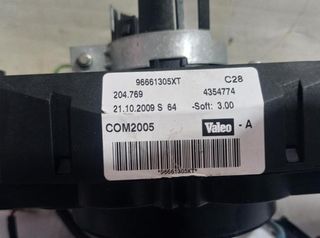 96661305XT C28
204.769 4354774
21.10.2009 S 64 -Soft: 3.00
COM2005 Valeo - A
*96661305XT*